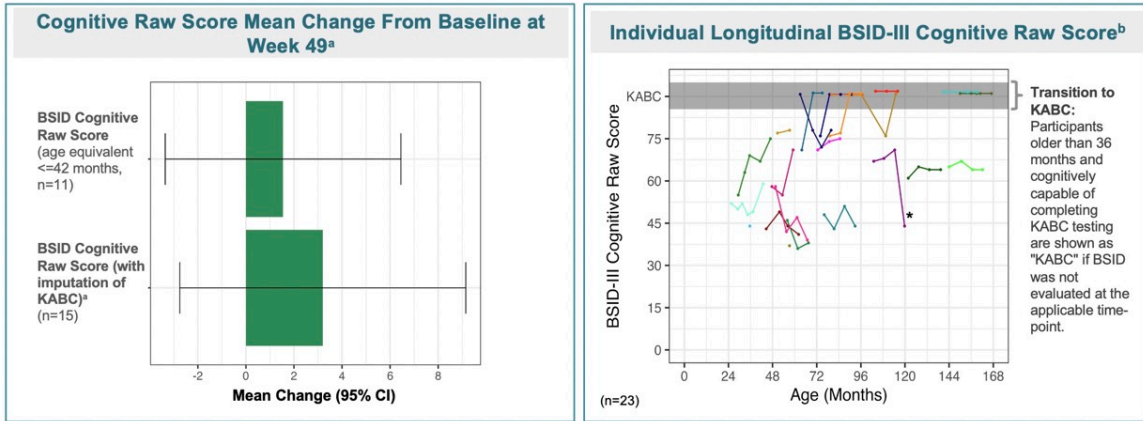 Cognitive Raw Score Mean Change From Baseline at
Week 49ᵃ
BSID Cognitive
Raw Score
(age equivalent
<=42 months,
n=11)
BSID Cognitive
Raw Score (with
imputation of
KABC)ᵃ
(n=15)
-2 0 2 4 6 8
Mean Change (95% CI)
Individual Longitudinal BSID-III Cognitive Raw Scoreᵇ
BSID-III Cognitive Raw Score
KABC
75
60
45
30
15
0
*
0 24 48 72 96 120 144 168
Age (Months)
(n=23)
Transition to
KABC:
Participants
older than 36
months and
cognitively
capable of
completing
KABC testing
are shown as
"KABC" if BSID
was not
evaluated at the
applicable time-
point.